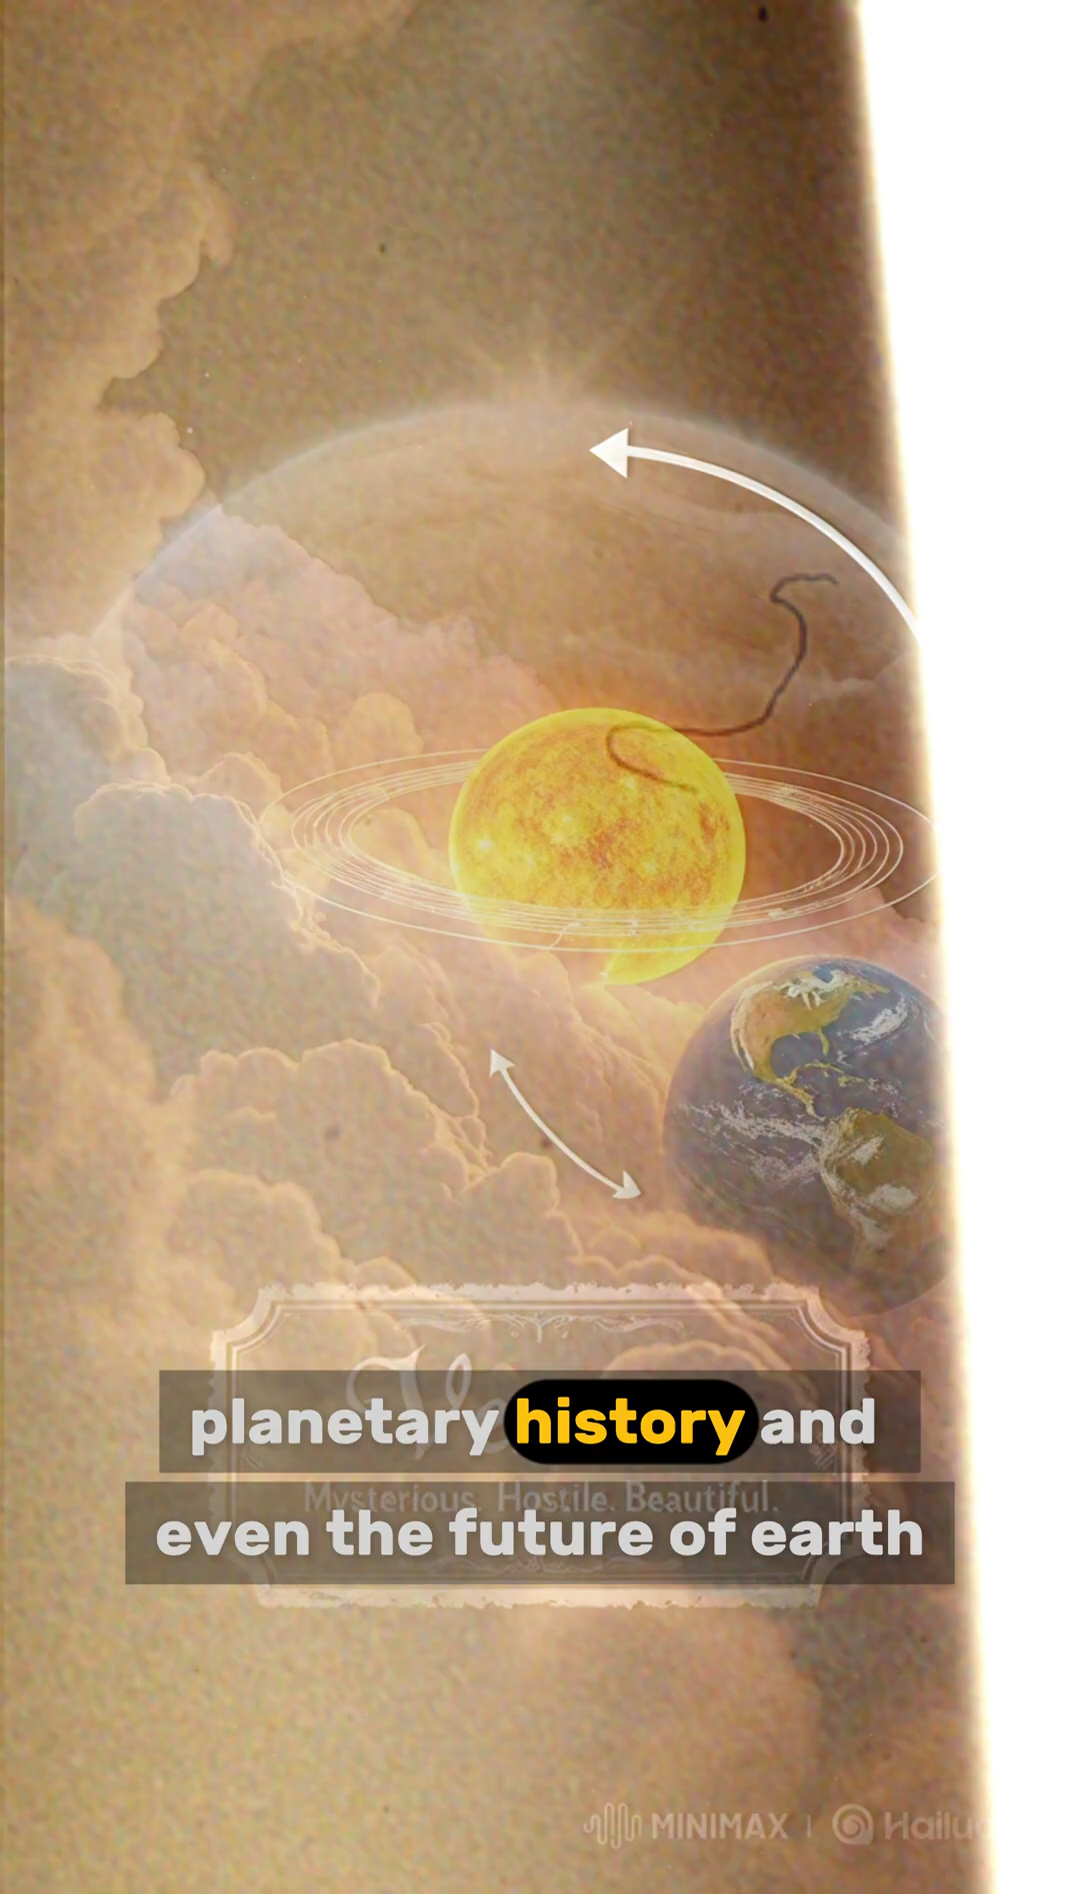 planetary history and
Mysterious. Hostile. Beautiful.
even the future of earth
MINIMAX